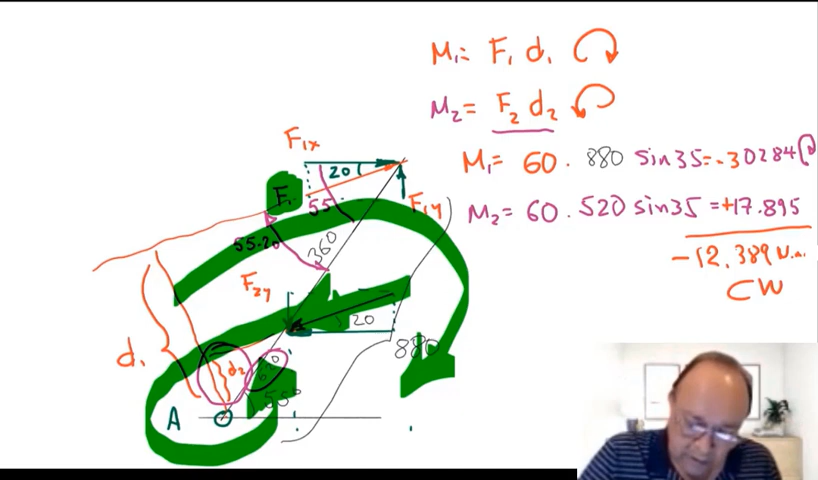 M₁= F₁ d₁
M₂= F₂ d₂
M₁= 60 . 880 sin35=-30284
M₂= 60 . 520 sin35=+17.895
-12.389 N.m
CW
F₁x
20
F₁
55
F₁y
55-20
360
F₂y
20
d₁
d₂
880
55°
A